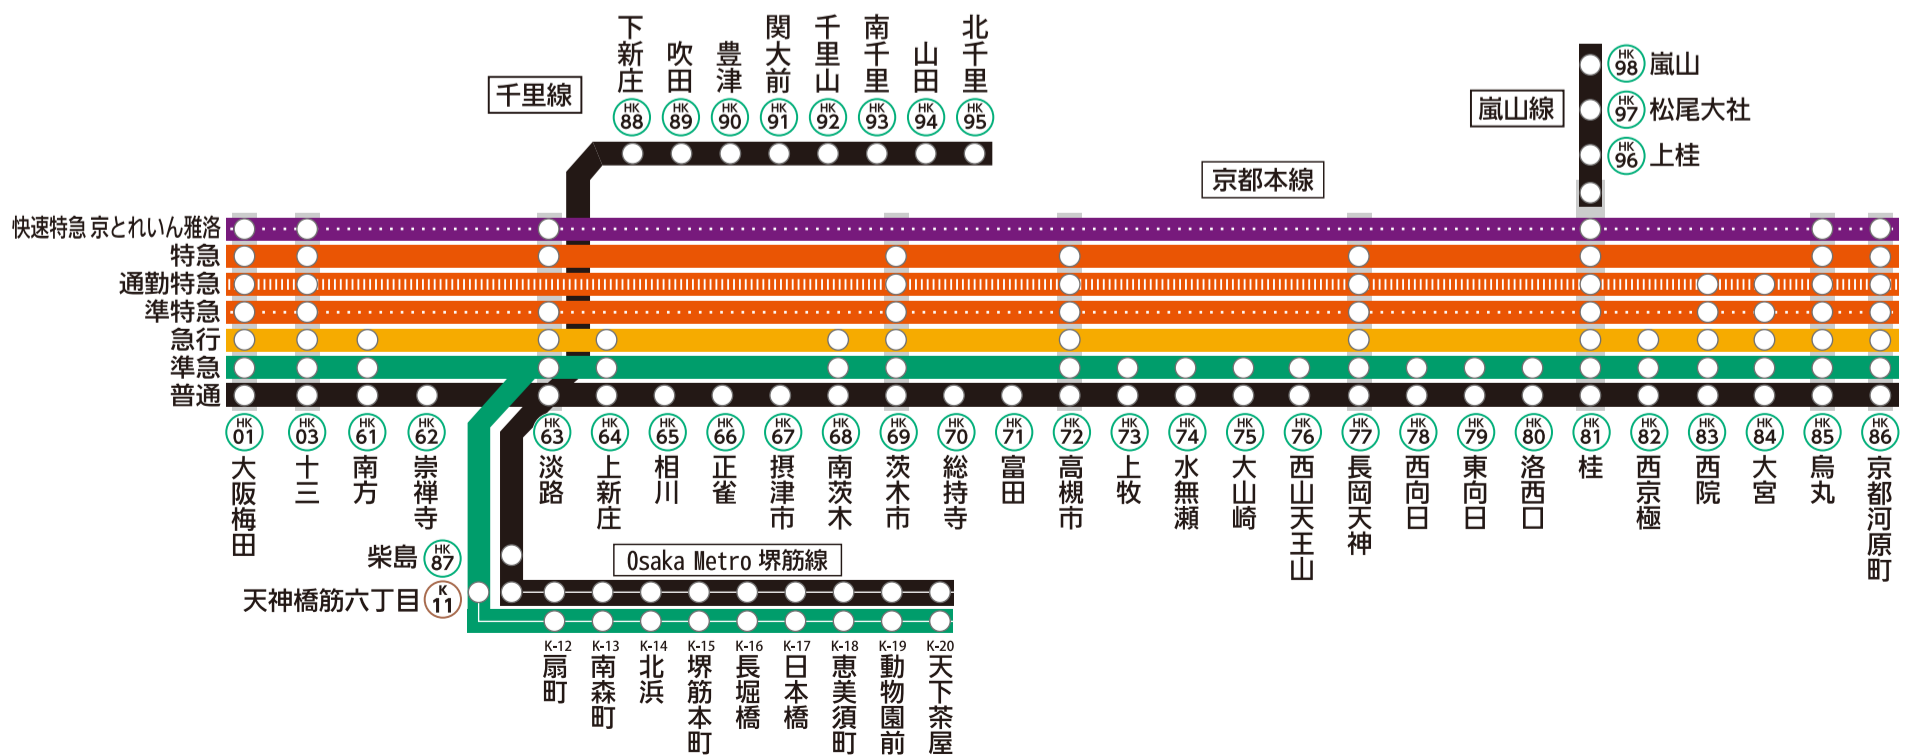 下新庄
吹田
豊津
関大前
千里山
南千里
山田
北千里
千里線
HK 88
HK 89
HK 90
HK 91
HK 92
HK 93
HK 94
HK 95
HK 98 嵐山
嵐山線
HK 97 松尾大社
HK 96 上桂
京都本線
快速特急 京とれいん雅洛
特急
通勤特急
準特急
急行
準急
普通
HK 01
HK 03
HK 61
HK 62
HK 63
HK 64
HK 65
HK 66
HK 67
HK 68
HK 69
HK 70
HK 71
HK 72
HK 73
HK 74
HK 75
HK 76
HK 77
HK 78
HK 79
HK 80
HK 81
HK 82
HK 83
HK 84
HK 85
HK 86
大阪梅田
十三
南方
崇禅寺
淡路
上新庄
相川
正雀
摂津市
南茨木
茨木市
総持寺
富田
高槻市
上牧
水無瀬
大山崎
西山天王山
長岡天神
西向日
東向日
洛西口
桂
西京極
西院
大宮
烏丸
京都河原町
柴島 HK 87
Osaka Metro 堺筋線
天神橋筋六丁目 K 11
K-12
K-13
K-14
K-15
K-16
K-17
K-18
K-19
K-20
扇町
南森町
北浜
堺筋本町
長堀橋
日本橋
恵美須町
動物園前
天下茶屋